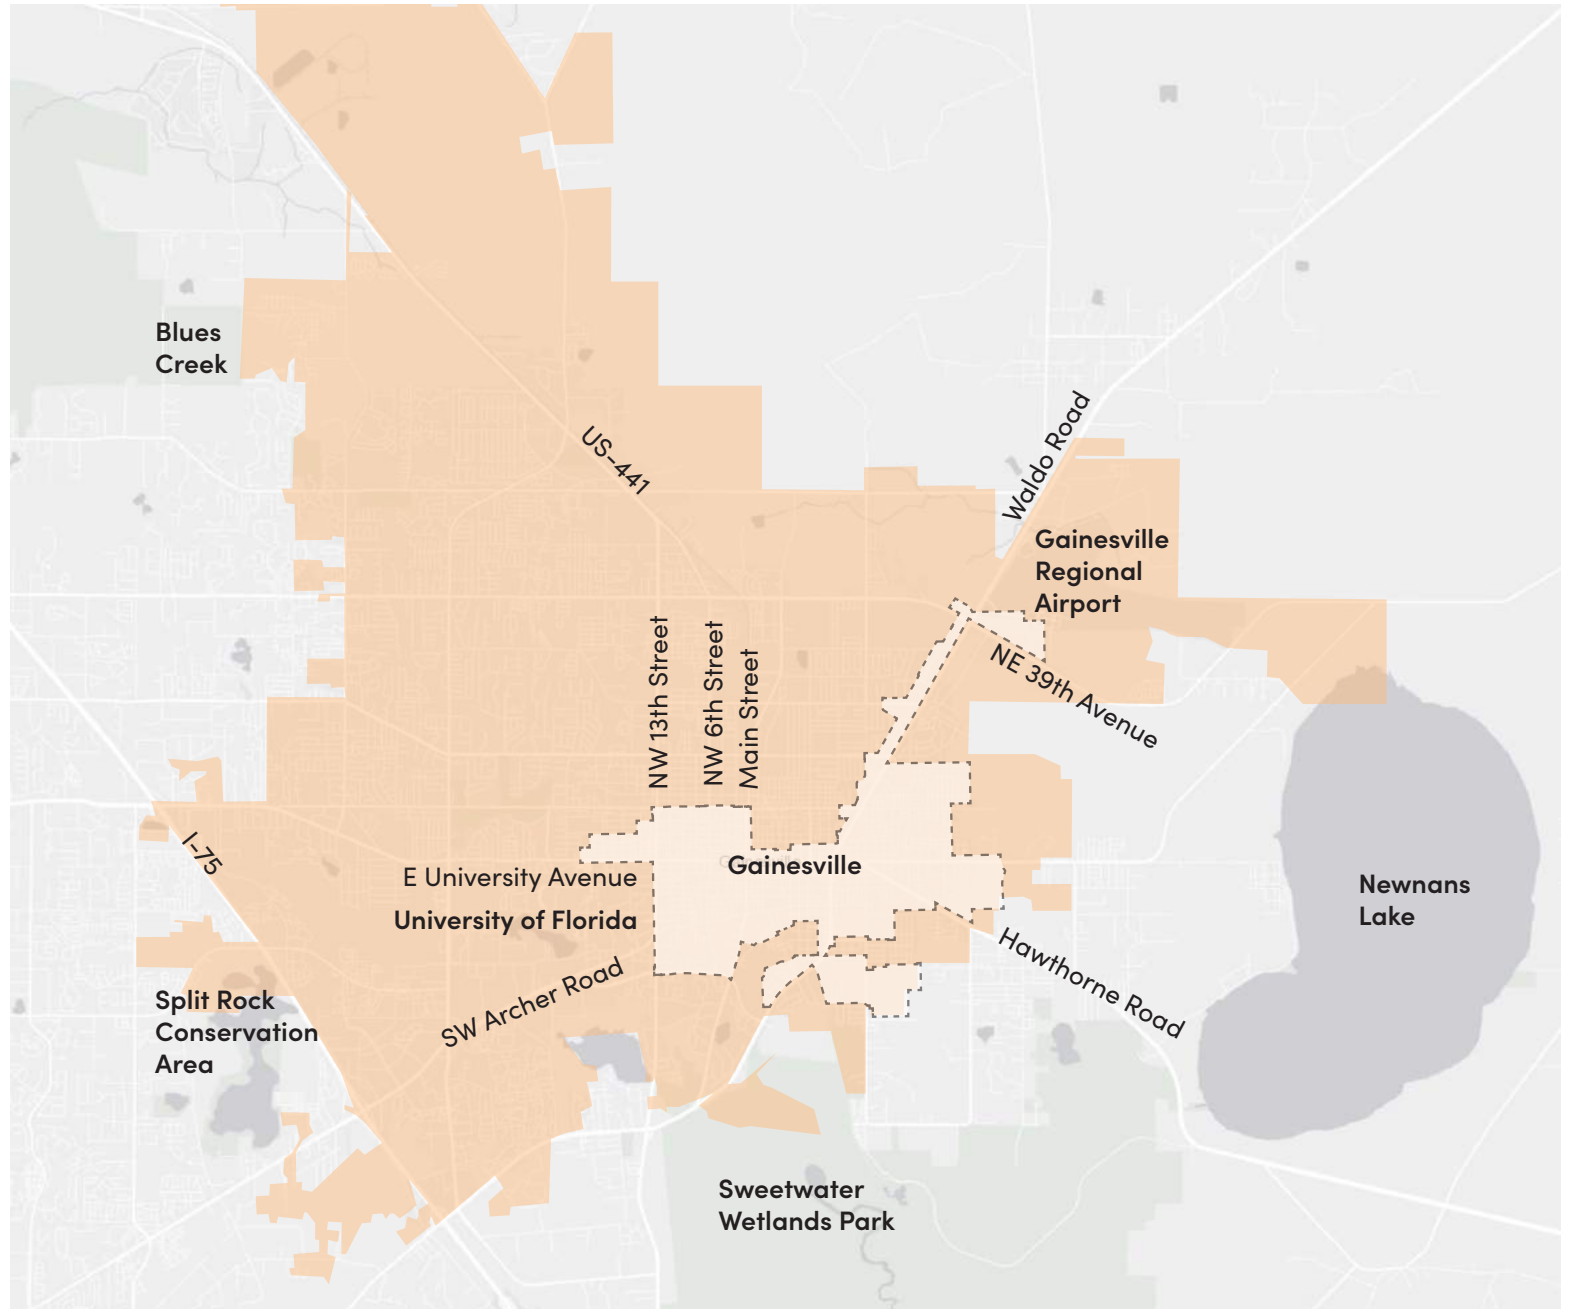 Blues
Creek
US-441
Waldo Road
Gainesville
Regional
Airport
NW 13th Street
NW 6th Street
Main Street
NE 39th Avenue
I-75
Gainesville
E University Avenue
University of Florida
Newnans
Lake
Hawthorne Road
SW Archer Road
Split Rock
Conservation
Area
Sweetwater
Wetlands Park